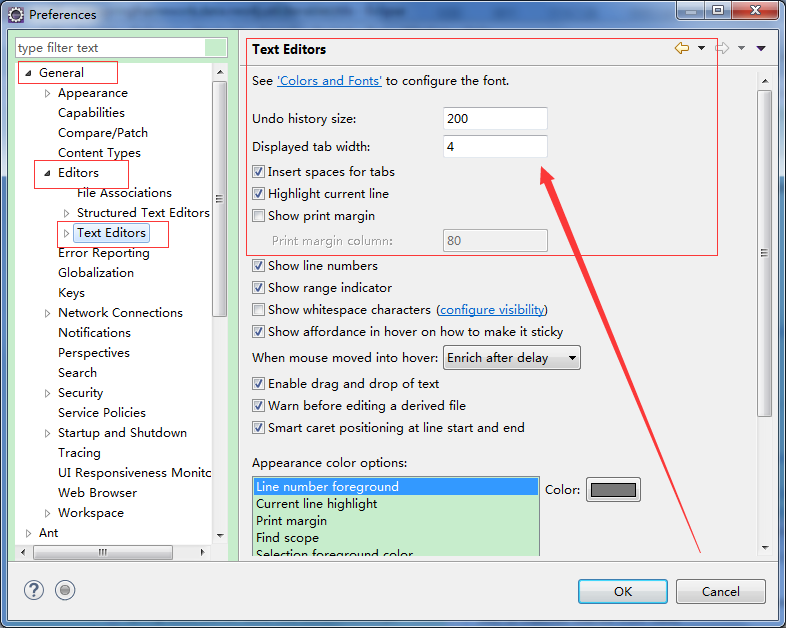 Preferences
type filter text
General
Appearance
Capabilities
Compare/Patch
Content Types
Editors
File Associations
Structured Text Editors
Text Editors
Error Reporting
Globalization
Keys
Network Connections
Notifications
Perspectives
Search
Security
Service Policies
Startup and Shutdown
Tracing
UI Responsiveness Monitc
Web Browser
Workspace
Ant
Text Editors
See 'Colors and Fonts' to configure the font.
Undo history size: 200
Displayed tab width: 4
Insert spaces for tabs
Highlight current line
Show print margin
Print margin column: 80
Show line numbers
Show range indicator
Show whitespace characters (configure visibility)
Show affordance in hover on how to make it sticky
When mouse moved into hover: Enrich after delay
Enable drag and drop of text
Warn before editing a derived file
Smart caret positioning at line start and end
Appearance color options:
Line number foreground
Color:
Current line highlight
Print margin
Find scope
Selection foreground color
OK
Cancel